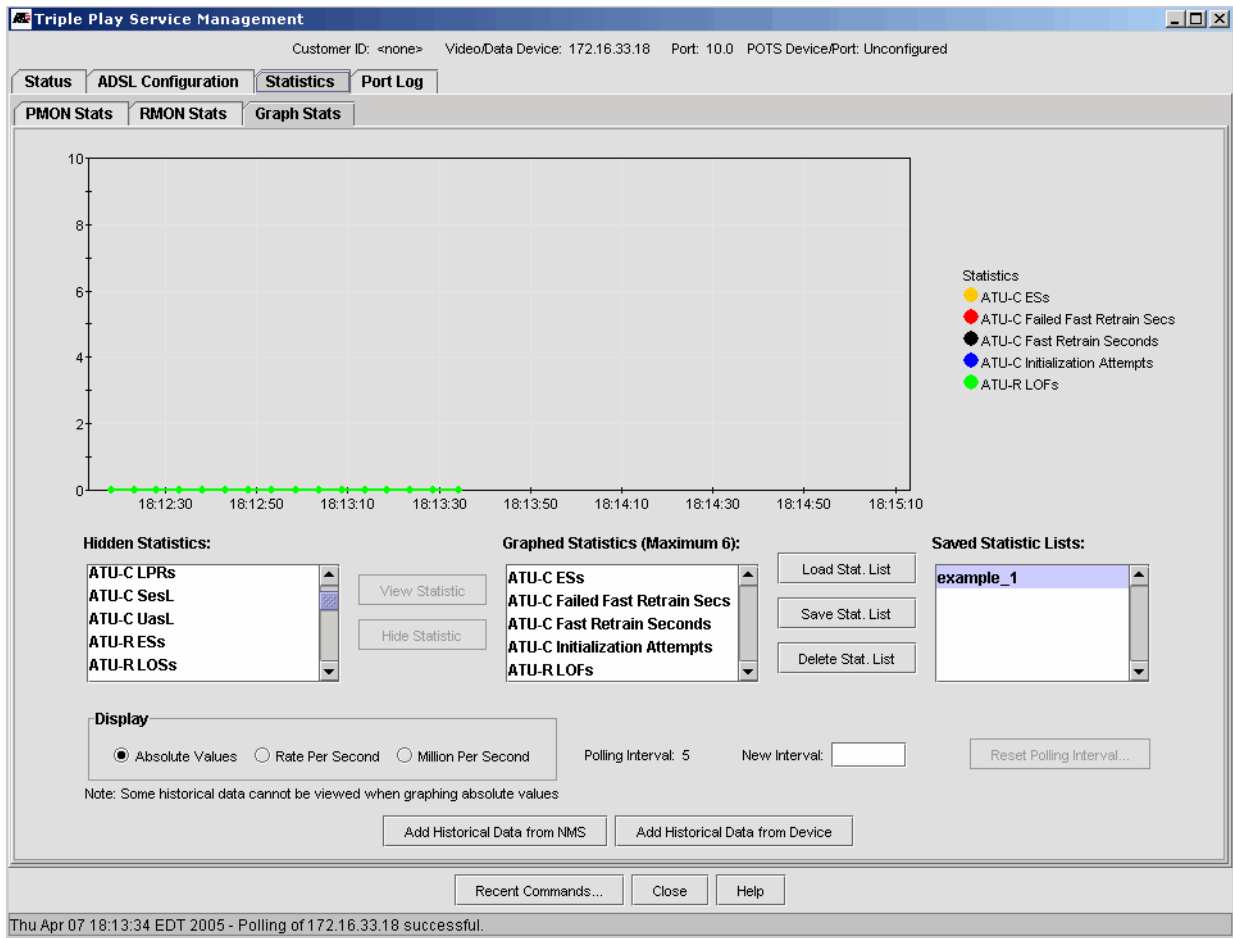 Triple Play Service Management
Customer ID: <none> Video/Data Device: 172.16.33.18 Port: 10.0 POTS Device/Port: Unconfigured
Status ADSL Configuration Statistics Port Log
PMON Stats RMON Stats Graph Stats
10
8
6
4
2
0
18:12:30 18:12:50 18:13:10 18:13:30 18:13:50 18:14:10 18:14:30 18:14:50 18:15:10
Statistics
ATU-C ESs
ATU-C Failed Fast Retrain Secs
ATU-C Fast Retrain Seconds
ATU-C Initialization Attempts
ATU-R LOFs
Hidden Statistics:
ATU-C LPRs
ATU-C SesL
ATU-C UasL
ATU-R ESs
ATU-R LOSs
View Statistic
Hide Statistic
Graphed Statistics (Maximum 6):
ATU-C ESs
ATU-C Failed Fast Retrain Secs
ATU-C Fast Retrain Seconds
ATU-C Initialization Attempts
ATU-R LOFs
Load Stat. List
Save Stat. List
Delete Stat. List
Saved Statistic Lists:
example_1
Display
Absolute Values Rate Per Second Million Per Second
Polling Interval: 5 New Interval: Reset Polling Interval...
Note: Some historical data cannot be viewed when graphing absolute values
Add Historical Data from NMS Add Historical Data from Device
Recent Commands... Close Help
Thu Apr 07 18:13:34 EDT 2005 - Polling of 172.16.33.18 successful.